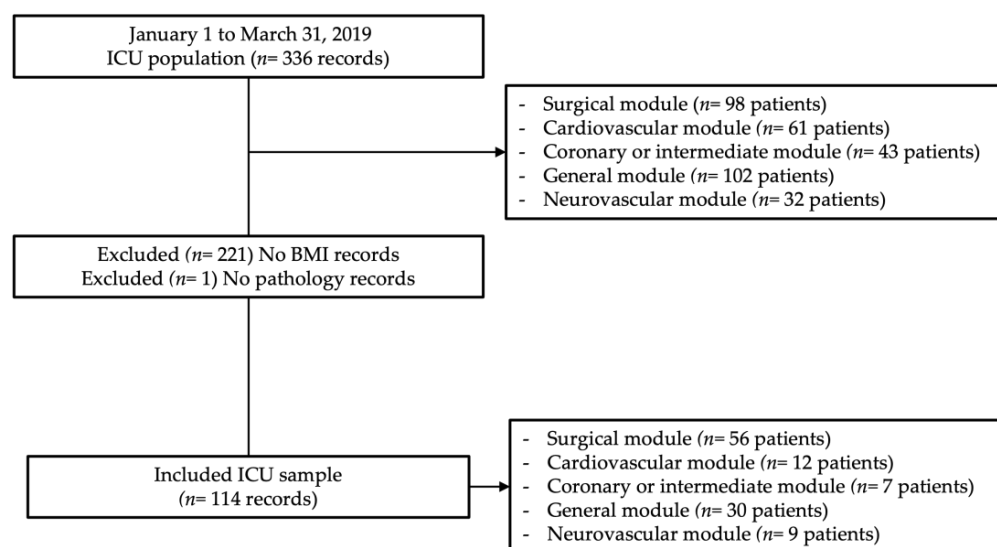 January 1 to March 31, 2019
ICU population (n= 336 records)
- Surgical module (n= 98 patients)
- Cardiovascular module (n= 61 patients)
- Coronary or intermediate module (n= 43 patients)
- General module (n= 102 patients)
- Neurovascular module (n= 32 patients)
Excluded (n= 221) No BMI records
Excluded (n= 1) No pathology records
Included ICU sample
(n= 114 records)
- Surgical module (n= 56 patients)
- Cardiovascular module (n= 12 patients)
- Coronary or intermediate module (n= 7 patients)
- General module (n= 30 patients)
- Neurovascular module (n= 9 patients)